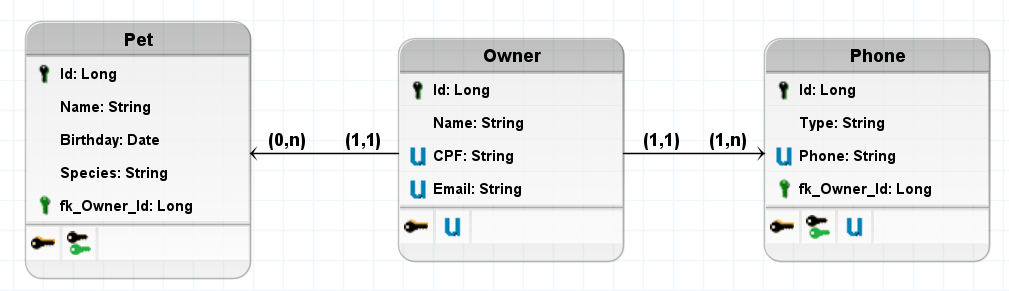 Pet
Id: Long
Name: String
Birthday: Date
Species: String
fk_Owner_Id: Long
(0,n)
(1,1)
Owner
Id: Long
Name: String
U CPF: String
U Email: String
U
(1,1)
(1,n)
Phone
Id: Long
Type: String
U Phone: String
fk_Owner_Id: Long
U